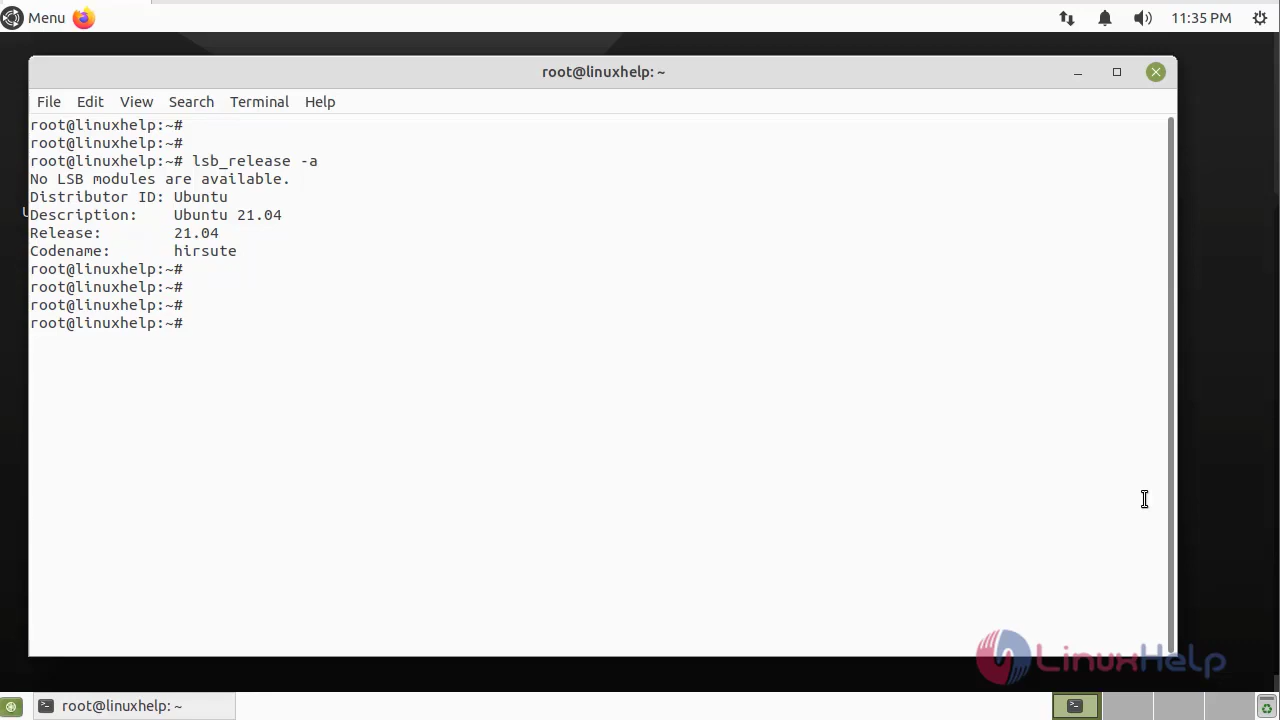 Menu 11:35 PM
root@linuxhelp: ~
File Edit View Search Terminal Help
root@linuxhelp:~#
root@linuxhelp:~#
root@linuxhelp:~# lsb_release -a
No LSB modules are available.
Distributor ID: Ubuntu
Description:    Ubuntu 21.04
Release:        21.04
Codename:       hirsute
root@linuxhelp:~#
root@linuxhelp:~#
root@linuxhelp:~#
root@linuxhelp:~#
LinuxHelp
root@linuxhelp: ~